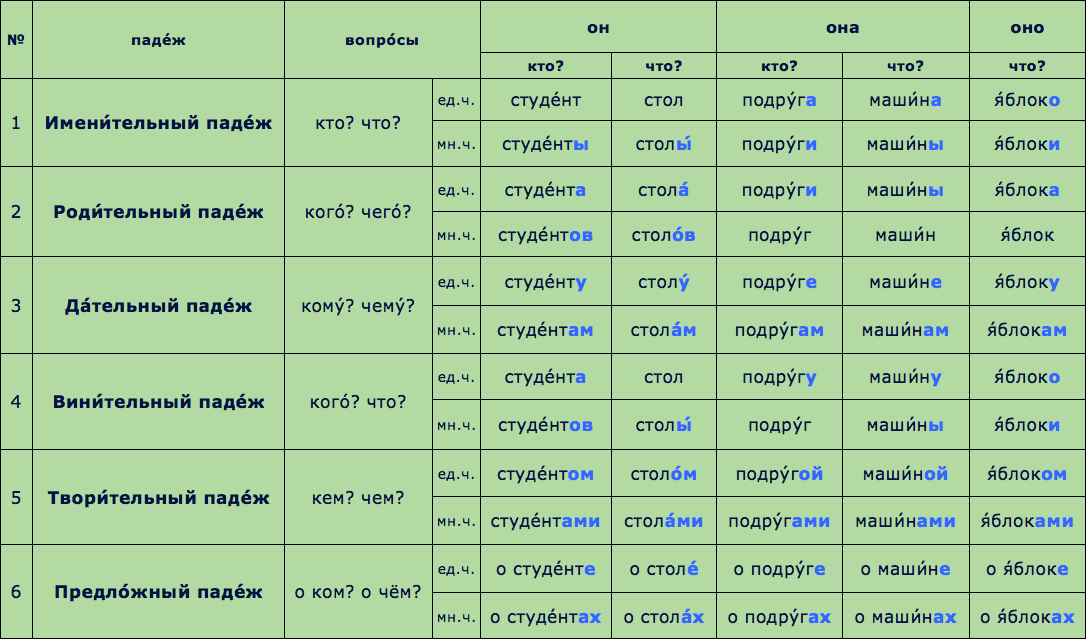 № паде́ж вопро́сы он она оно
кто? что? кто? что? что?
1 Имени́тельный паде́ж кто? что? ед.ч. студе́нт стол подру́га маши́на я́блоко
мн.ч. студе́нты столы́ подру́ги маши́ны я́блоки
2 Роди́тельный паде́ж кого́? чего́? ед.ч. студе́нта стола́ подру́ги маши́ны я́блока
мн.ч. студе́нтов столо́в подру́г маши́н я́блок
3 Да́тельный паде́ж кому́? чему́? ед.ч. студе́нту столу́ подру́ге маши́не я́блоку
мн.ч. студе́нтам стола́м подру́гам маши́нам я́блокам
4 Вини́тельный паде́ж кого́? что? ед.ч. студе́нта стол подру́гу маши́ну я́блоко
мн.ч. студе́нтов столы́ подру́г маши́ны я́блоки
5 Твори́тельный паде́ж кем? чем? ед.ч. студе́нтом столо́м подру́гой маши́ной я́блоком
мн.ч. студе́нтами стола́ми подру́гами маши́нами я́блоками
6 Предло́жный паде́ж о ком? о чём? ед.ч. о студе́нте о столе́ о подру́ге о маши́не о я́блоке
мн.ч. о студе́нтах о стола́х о подру́гах о маши́нах о я́блоках